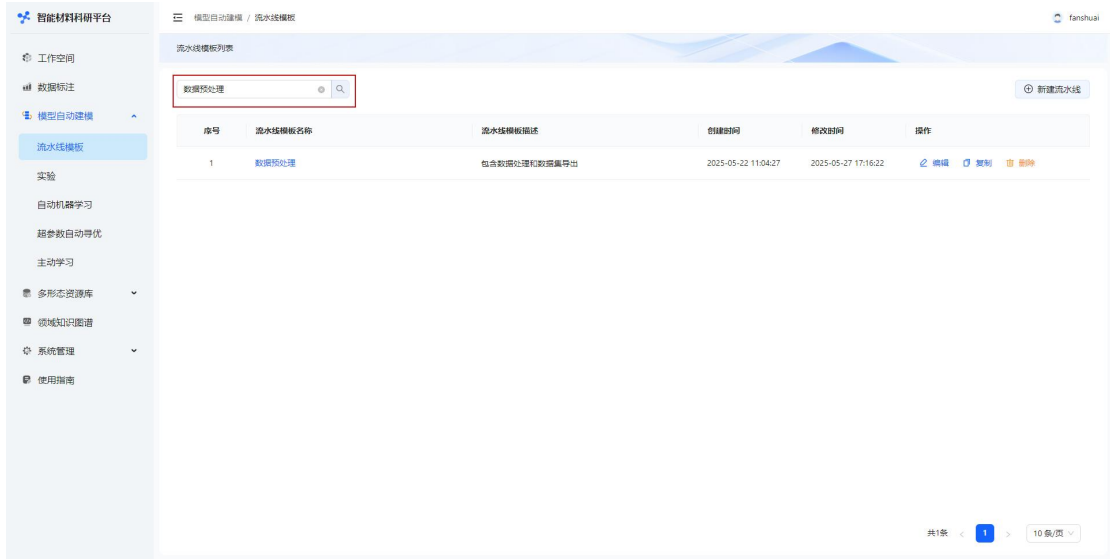 智能材料科研平台
模型自动建模 / 流水线模板
fanshuai
工作空间
数据标注
模型自动建模
流水线模板
实验
自动机器学习
超参数自动寻优
主动学习
多形态资源库
领域知识图谱
系统管理
使用指南
流水线模板列表
数据预处理
新建流水线
序号 流水线模板名称 流水线模板描述 创建时间 修改时间 操作
1 数据预处理 包含数据处理和数据集导出 2025-05-22 11:04:27 2025-05-27 17:16:22 编辑 复制 删除
共1条 < 1 > 10 条/页